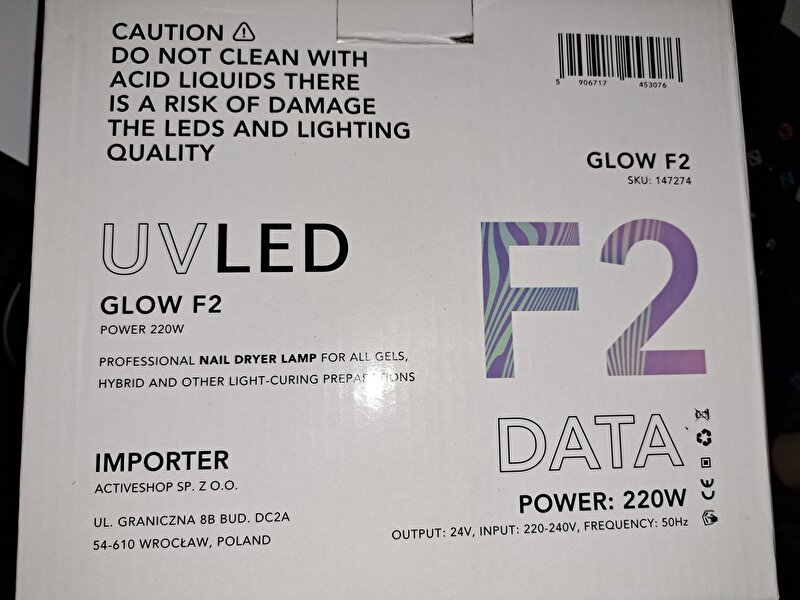 CAUTION
DO NOT CLEAN WITH
ACID LIQUIDS THERE
IS A RISK OF DAMAGE
THE LEDS AND LIGHTING
QUALITY
5 906717 453076
GLOW F2
SKU: 147274
UVLED
GLOW F2
POWER 220W
PROFESSIONAL NAIL DRYER LAMP FOR ALL GELS,
HYBRID AND OTHER LIGHT-CURING PREPARATIONS
F2
DATA
POWER: 220W
OUTPUT: 24V, INPUT: 220-240V, FREQUENCY: 50Hz
IMPORTER
ACTIVESHOP SP. Z O.O.
UL. GRANICZNA 8B BUD. DC2A
54-610 WROCŁAW, POLAND